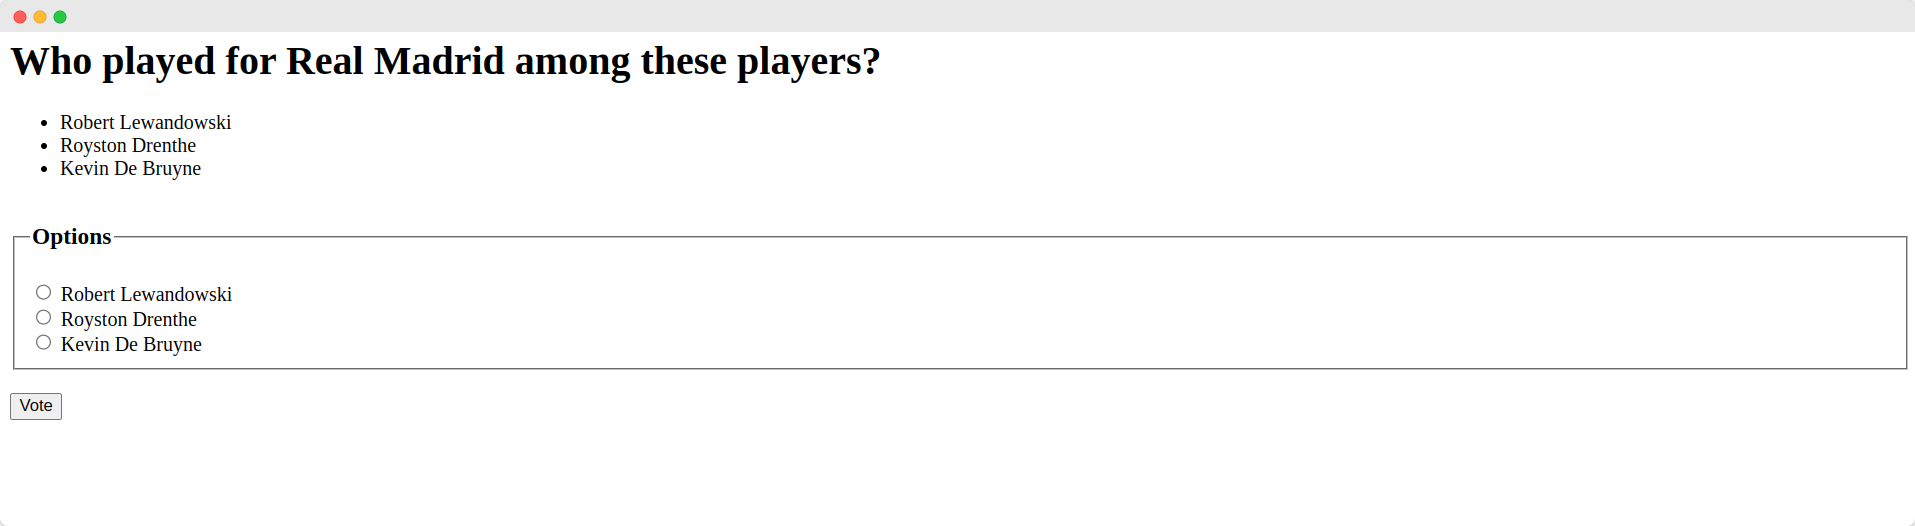 Who played for Real Madrid among these players?
Robert Lewandowski
Royston Drenthe
Kevin De Bruyne
Options
Robert Lewandowski
Royston Drenthe
Kevin De Bruyne
Vote